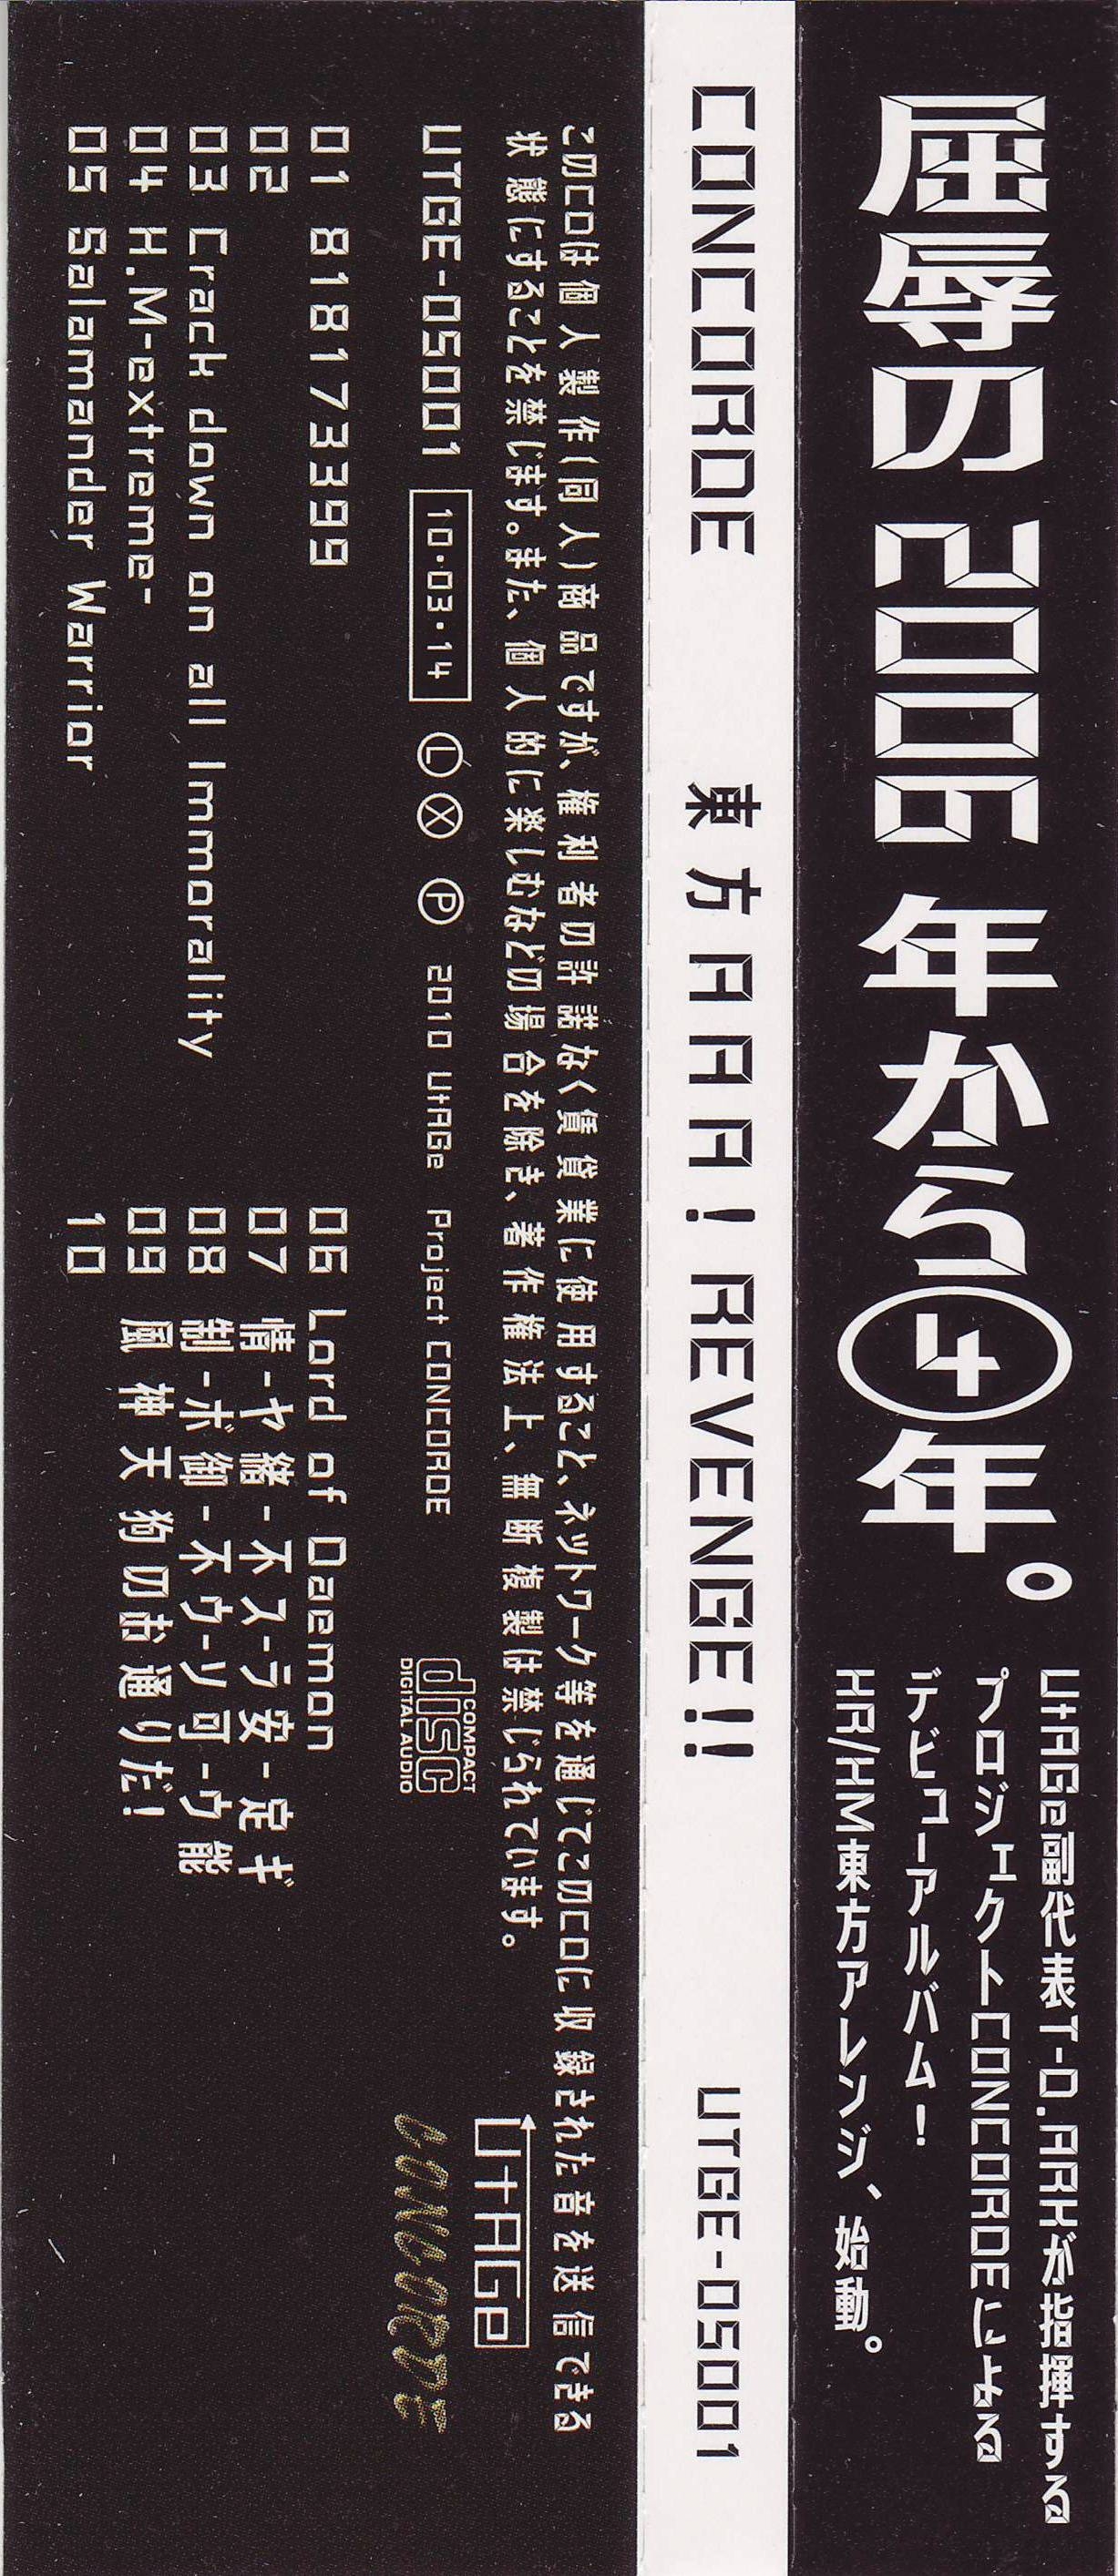 屈辱の2006年から④年。
U+AGe副代表T-D.ARKが指揮する
プロジェクトCONCORDEによる
デビューアルバム！
HR/HM東方アレンジ、始動。
CONCORDE 東方AAA!REVENGE!! UTGE-05001
このCDは個人製作(同人)商品ですが、権利者の許諾なく賃貸業に使用すること、ネットワーク等を通じてこのCDに収録された音を送信できる
状態にすることを禁じます。また、個人的に楽しむなどの場合を除き、著作権法上、無断複製は禁じられています。
UTGE-05001 10・03・14 Ⓛ Ⓧ Ⓟ 2010 U+AGe Project CONCORDE
COMPACT
disc
DIGITAL AUDIO
U+AGe
CONCORDE
01 818173399
02
03 Crack down on all Immorality
04 H.M-extreme-
05 Salamander Warrior
06 Lord of Daemon
07 情-ヤ緒-不スラ安-定ギ
08 制-ボ御-不ウ-ソ可-ウ能
09 風神天狗のお通りだ！
10